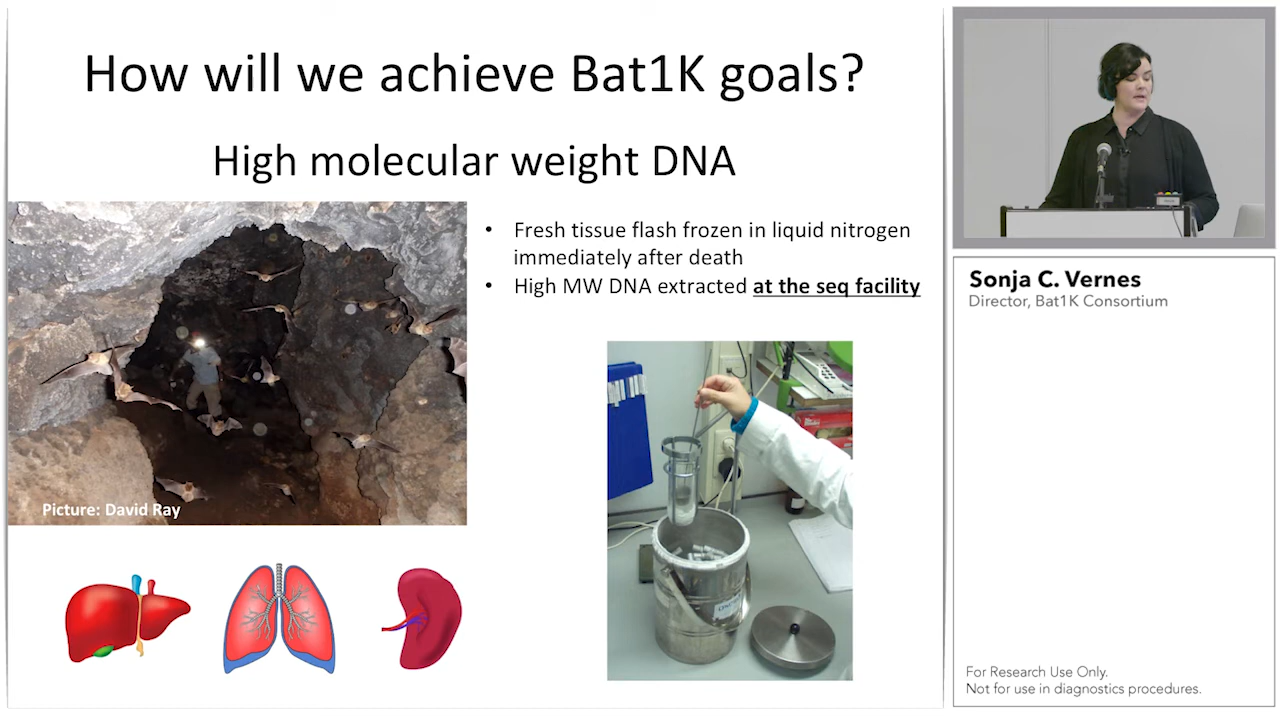 How will we achieve Bat1K goals?
High molecular weight DNA
• Fresh tissue flash frozen in liquid nitrogen
immediately after death
• High MW DNA extracted at the seq facility
Picture: David Ray
Sonja C. Vernes
Director, Bat1K Consortium
For Research Use Only.
Not for use in diagnostics procedures.